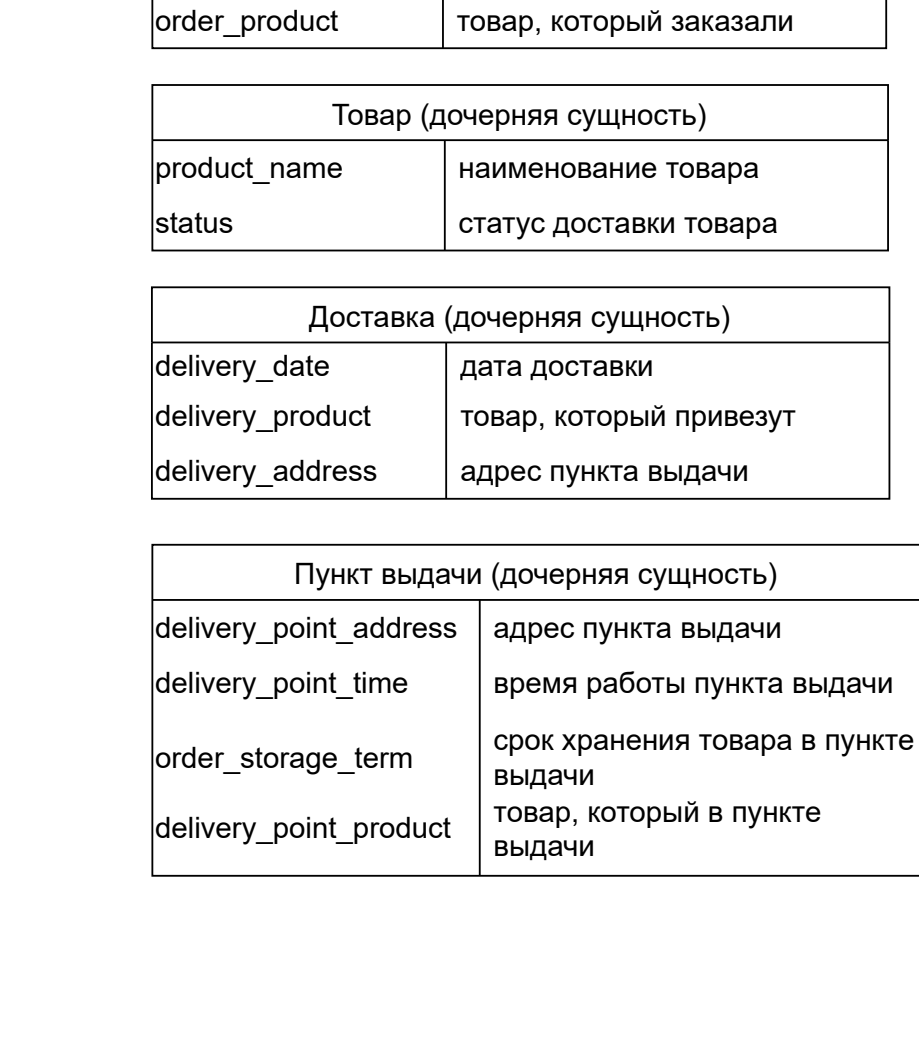 order_product товар, который заказали
Товар (дочерняя сущность)
product_name наименование товара
status статус доставки товара
Доставка (дочерняя сущность)
delivery_date дата доставки
delivery_product товар, который привезут
delivery_address адрес пункта выдачи
Пункт выдачи (дочерняя сущность)
delivery_point_address адрес пункта выдачи
delivery_point_time время работы пункта выдачи
order_storage_term срок хранения товара в пункте
выдачи
delivery_point_product товар, который в пункте
выдачи